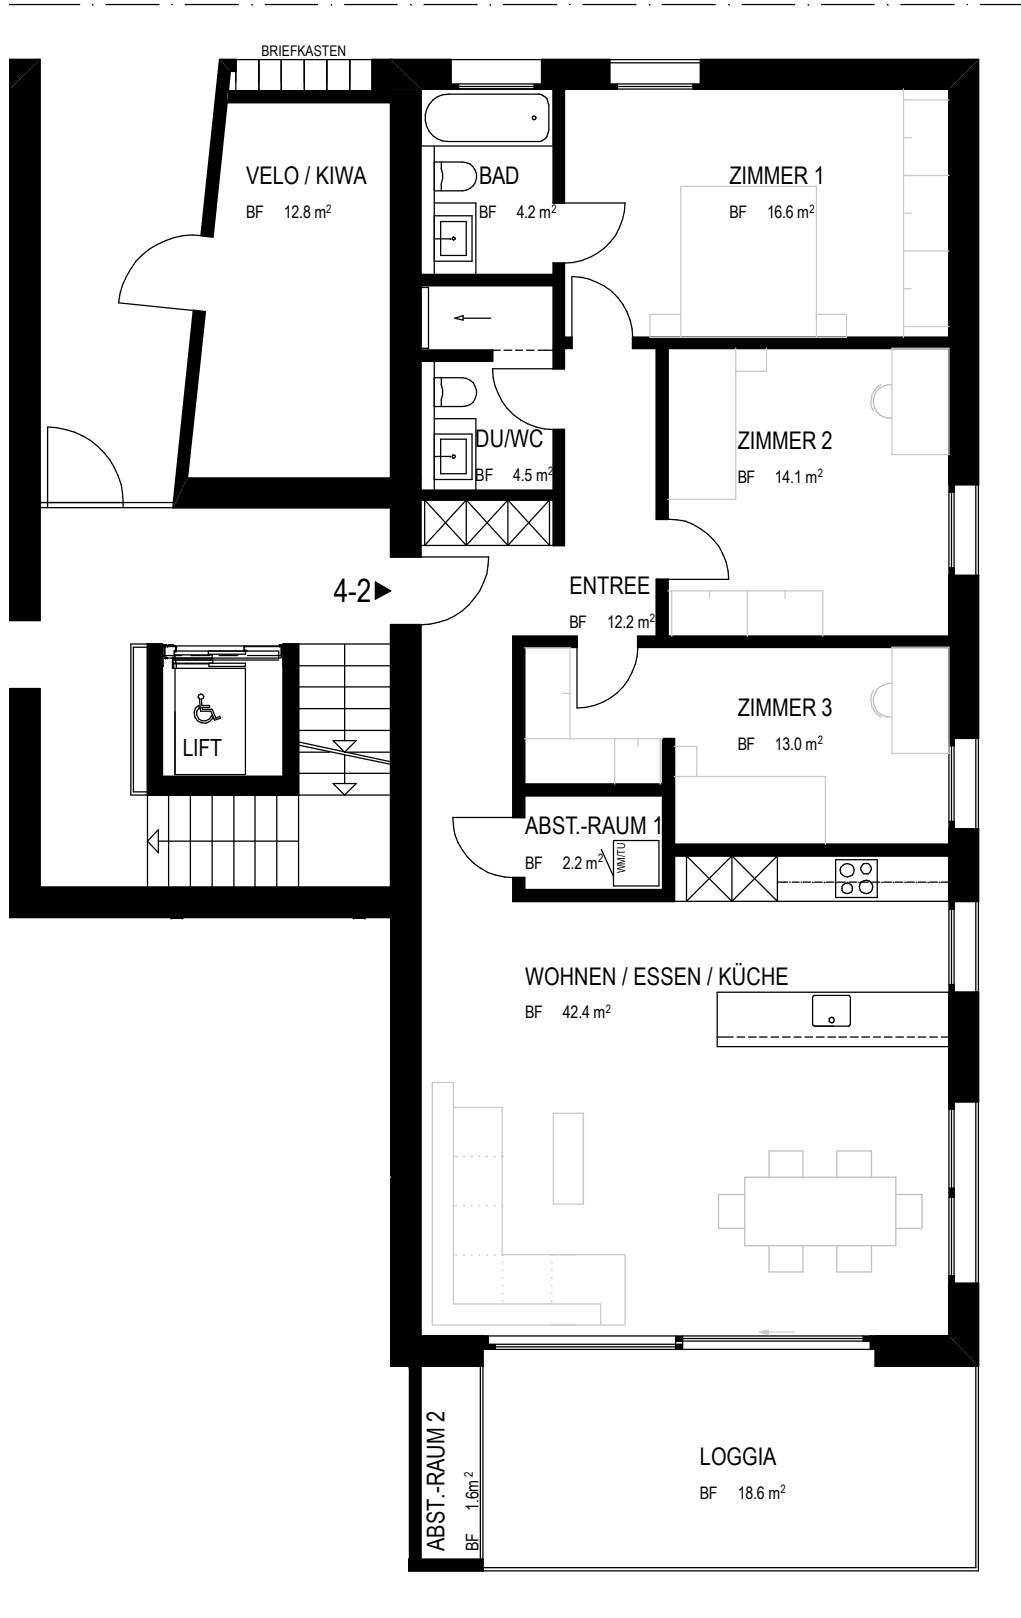 BRIEFKASTEN
VELO / KIWA
BF 12.8 m²
BAD
BF 4.2 m²
ZIMMER 1
BF 16.6 m²
DU/WC
BF 4.5 m²
ZIMMER 2
BF 14.1 m²
4-2
ENTREE
BF 12.2 m²
LIFT
ZIMMER 3
BF 13.0 m²
ABST.-RAUM 1
BF 2.2 m²
WM/TU
WOHNEN / ESSEN / KÜCHE
BF 42.4 m²
ABST.-RAUM 2
BF 1.6m²
LOGGIA
BF 18.6 m²